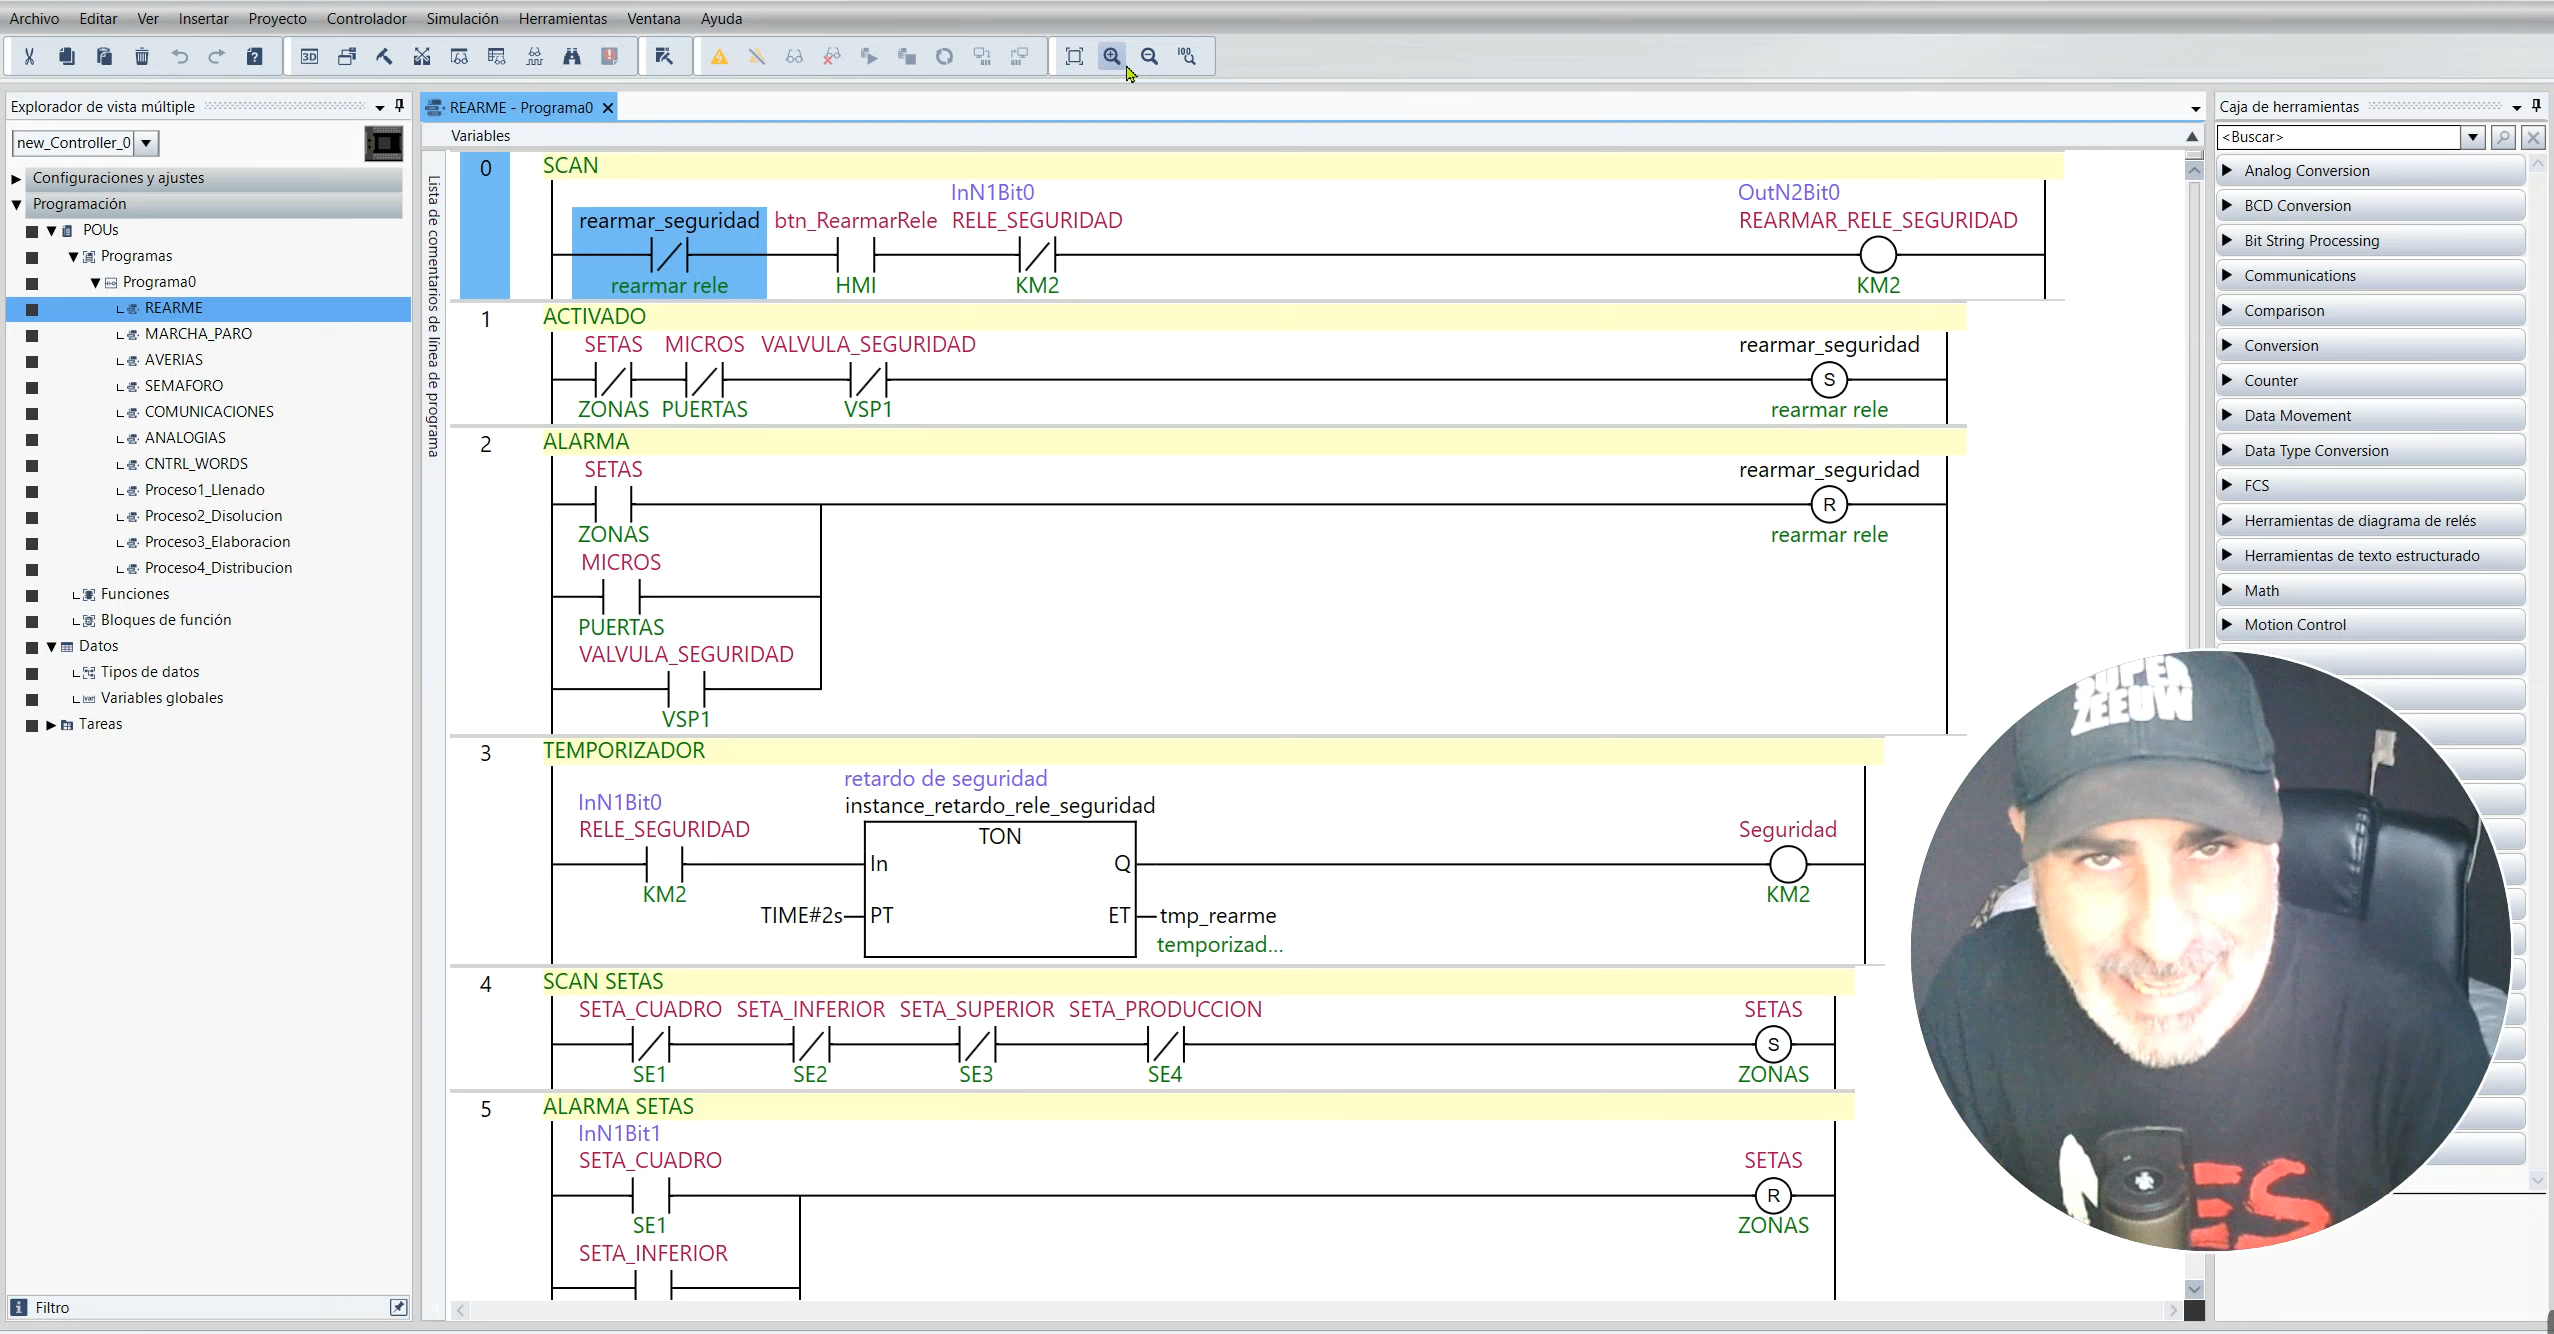 Archivo Editar Ver Insertar Proyecto Controlador Simulación Herramientas Ventana Ayuda
Explorador de vista múltiple
new_Controller_0
Configuraciones y ajustes
Programación
POUs
Programas
Programa0
REARME
MARCHA_PARO
AVERIAS
SEMAFORO
COMUNICACIONES
ANALOGIAS
CNTRL_WORDS
Proceso1_Llenado
Proceso2_Disolucion
Proceso3_Elaboracion
Proceso4_Distribucion
Funciones
Bloques de función
Datos
Tipos de datos
Variables globales
Tareas
Filtro
REARME - Programa0
Variables
Lista de comentarios de línea de programa
0 SCAN
InN1Bit0 OutN2Bit0
rearmar_seguridad btn_RearmarRele RELE_SEGURIDAD REARMAR_RELE_SEGURIDAD
rearmar rele HMI KM2 KM2
1 ACTIVADO
SETAS MICROS VALVULA_SEGURIDAD rearmar_seguridad
S
ZONAS PUERTAS VSP1 rearmar rele
2 ALARMA
SETAS rearmar_seguridad
R
ZONAS rearmar rele
MICROS
PUERTAS
VALVULA_SEGURIDAD
VSP1
3 TEMPORIZADOR
retardo de seguridad
InN1Bit0 instance_retardo_rele_seguridad
RELE_SEGURIDAD TON Seguridad
In Q
KM2 KM2
TIME#2s PT ET tmp_rearme
temporizad...
4 SCAN SETAS
SETA_CUADRO SETA_INFERIOR SETA_SUPERIOR SETA_PRODUCCION SETAS
S
SE1 SE2 SE3 SE4 ZONAS
5 ALARMA SETAS
InN1Bit1
SETA_CUADRO SETAS
R
SE1 ZONAS
SETA_INFERIOR
Caja de herramientas
<Buscar>
Analog Conversion
BCD Conversion
Bit String Processing
Communications
Comparison
Conversion
Counter
Data Movement
Data Type Conversion
FCS
Herramientas de diagrama de relés
Herramientas de texto estructurado
Math
Motion Control
SUPER
ZEEUW